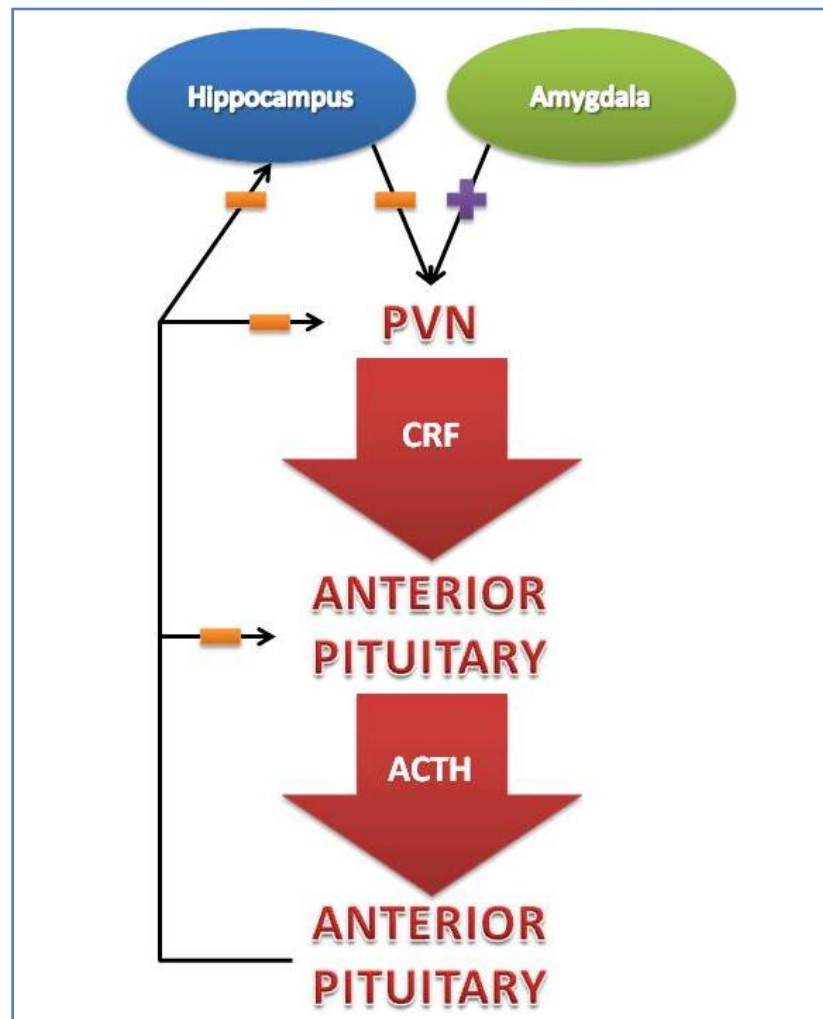 Hippocampus
Amygdala
PVN
CRF
ANTERIOR
PITUITARY
ACTH
ANTERIOR
PITUITARY